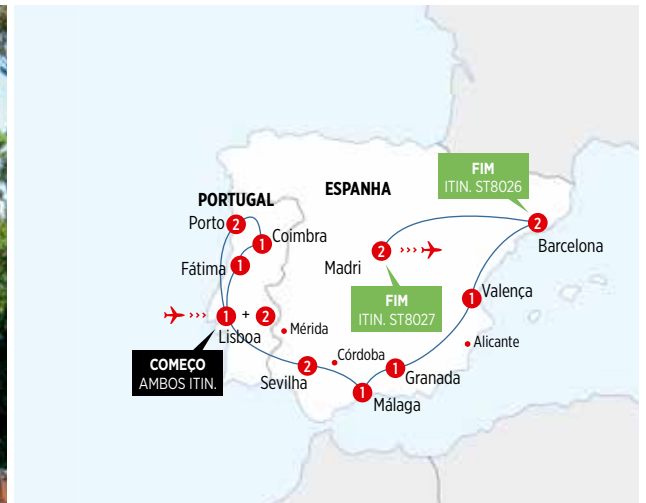 FIM
ITIN. ST8026
PORTUGAL
ESPANHA
Porto 2
2
Barcelona
1 Coimbra
Madri
2
Fátima 1
FIM
ITIN. ST8027
1
Valença
1 + 2
Lisboa
Mérida
Alicante
COMEÇO
AMBOS ITIN.
Córdoba
2
Sevilha
1
Granada
1
Málaga